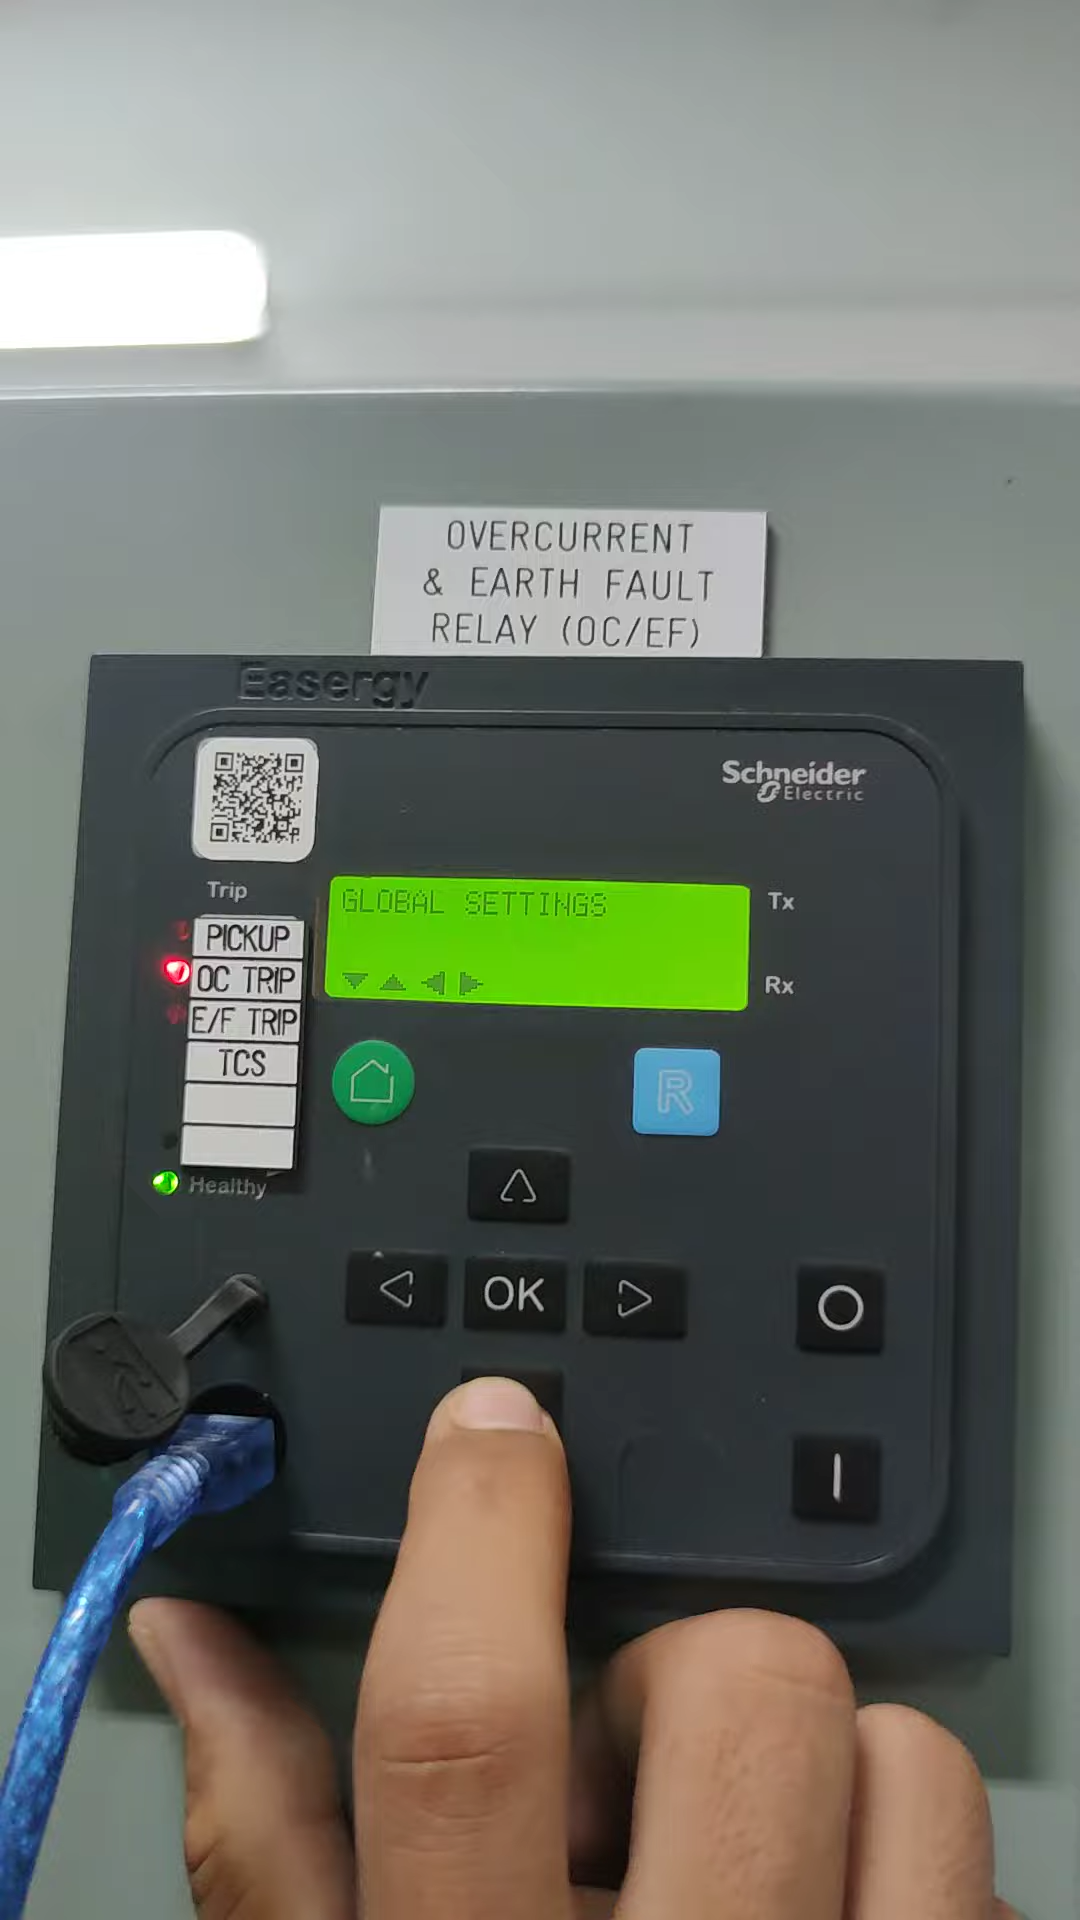 OVERCURRENT
& EARTH FAULT
RELAY (OC/EF)
Easergy
Schneider
Electric
Trip
GLOBAL SETTINGS
Tx
PICKUP
OC TRIP
Rx
E/F TRIP
TCS
R
Healthy
OK